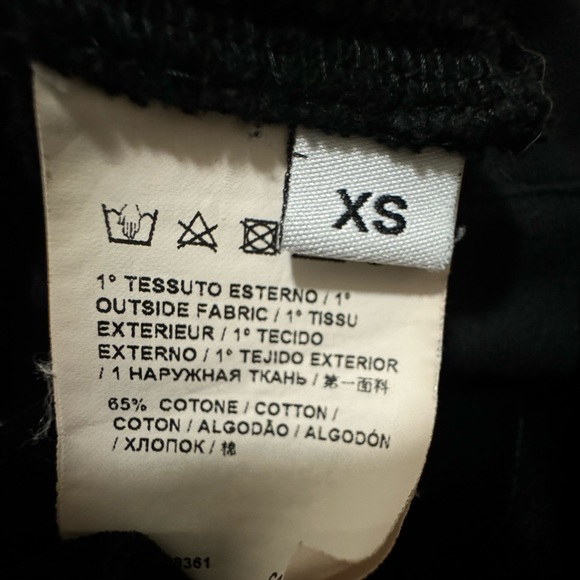 XS
1° TESSUTO ESTERNO / 1°
OUTSIDE FABRIC / 1° TISSU
EXTERIEUR / 1° TECIDO
EXTERNO / 1° TEJIDO EXTERIOR
/ 1 НАРУЖНАЯ ТКАНЬ / 第一面料
65% COTONE / COTTON /
COTON / ALGODÃO / ALGODÓN
/ ХЛОПОК / 棉
3361